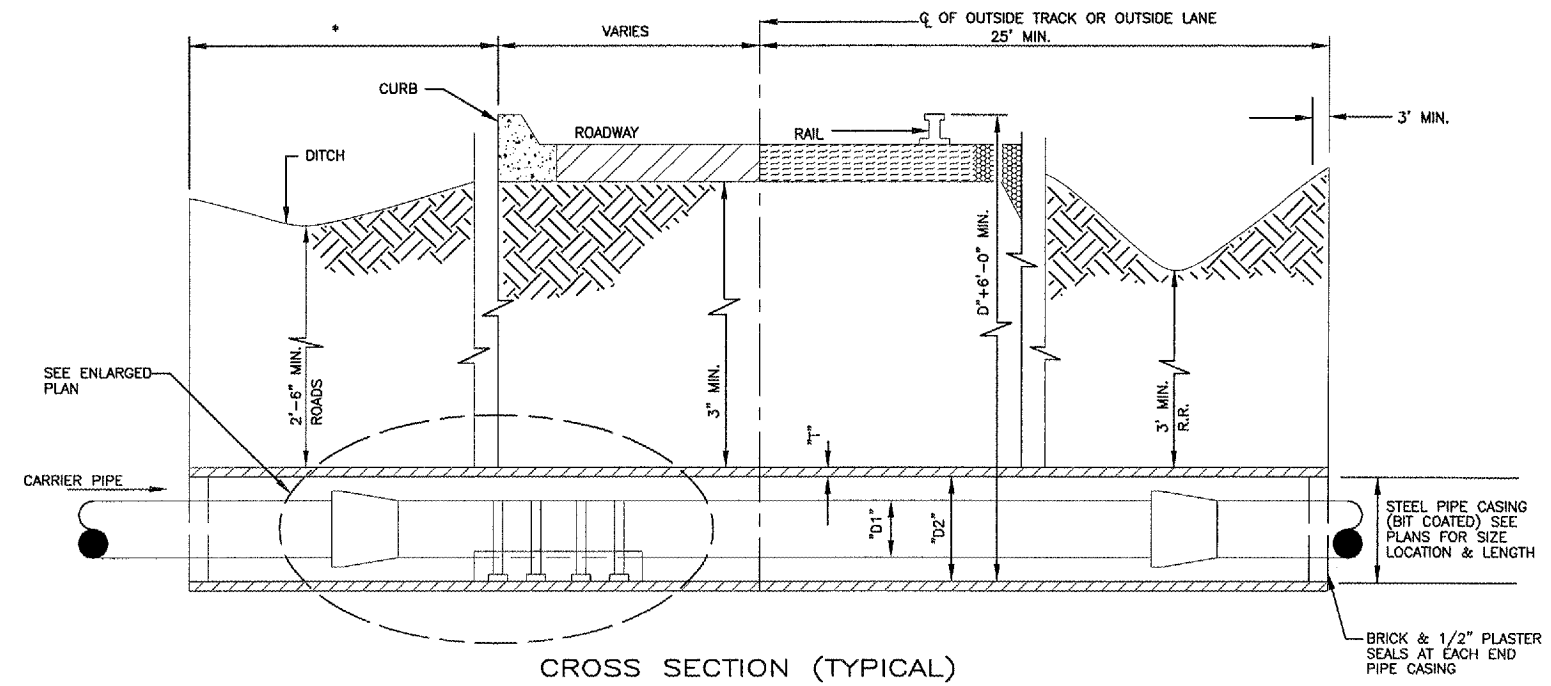 *
VARIES
℄ OF OUTSIDE TRACK OR OUTSIDE LANE
25' MIN.
CURB
ROADWAY
RAIL
3' MIN.
DITCH
SEE ENLARGED
PLAN
2'-6" MIN.
ROADS
3" MIN.
D"+6'-0" MIN.
3' MIN.
R.R.
"T"
CARRIER PIPE
"D1"
"D2"
STEEL PIPE CASING
(BIT COATED) SEE
PLANS FOR SIZE
LOCATION & LENGTH
BRICK & 1/2" PLASTER
SEALS AT EACH END
PIPE CASING
CROSS SECTION (TYPICAL)